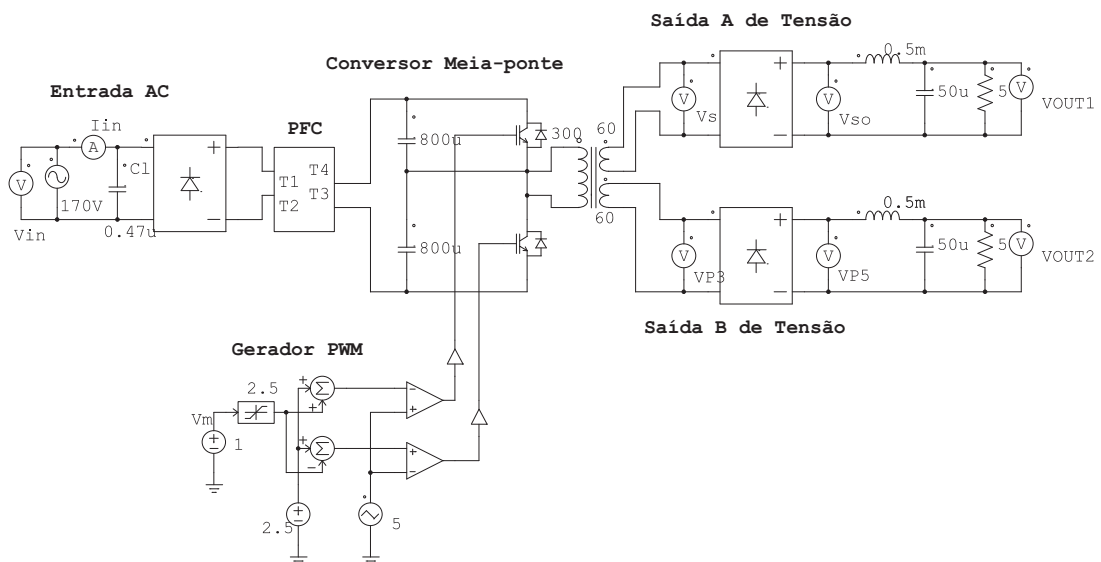 Saída A de Tensão
Conversor Meia-ponte
Entrada AC
PFC
Iin
A
V
Vin
170V
C1
0.47u
+
−
T1
T2
T4
T3
800u
800u
300
60
60
V
Vs
+
−
V
Vso
0.5m
50u
5
V
VOUT1
V
VP3
+
−
V
VP5
0.5m
50u
5
V
VOUT2
Saída B de Tensão
Gerador PWM
2.5
Vm
+
−
1
+
Σ
+
−
+
+
Σ
−
+
−
+
−
2.5
5